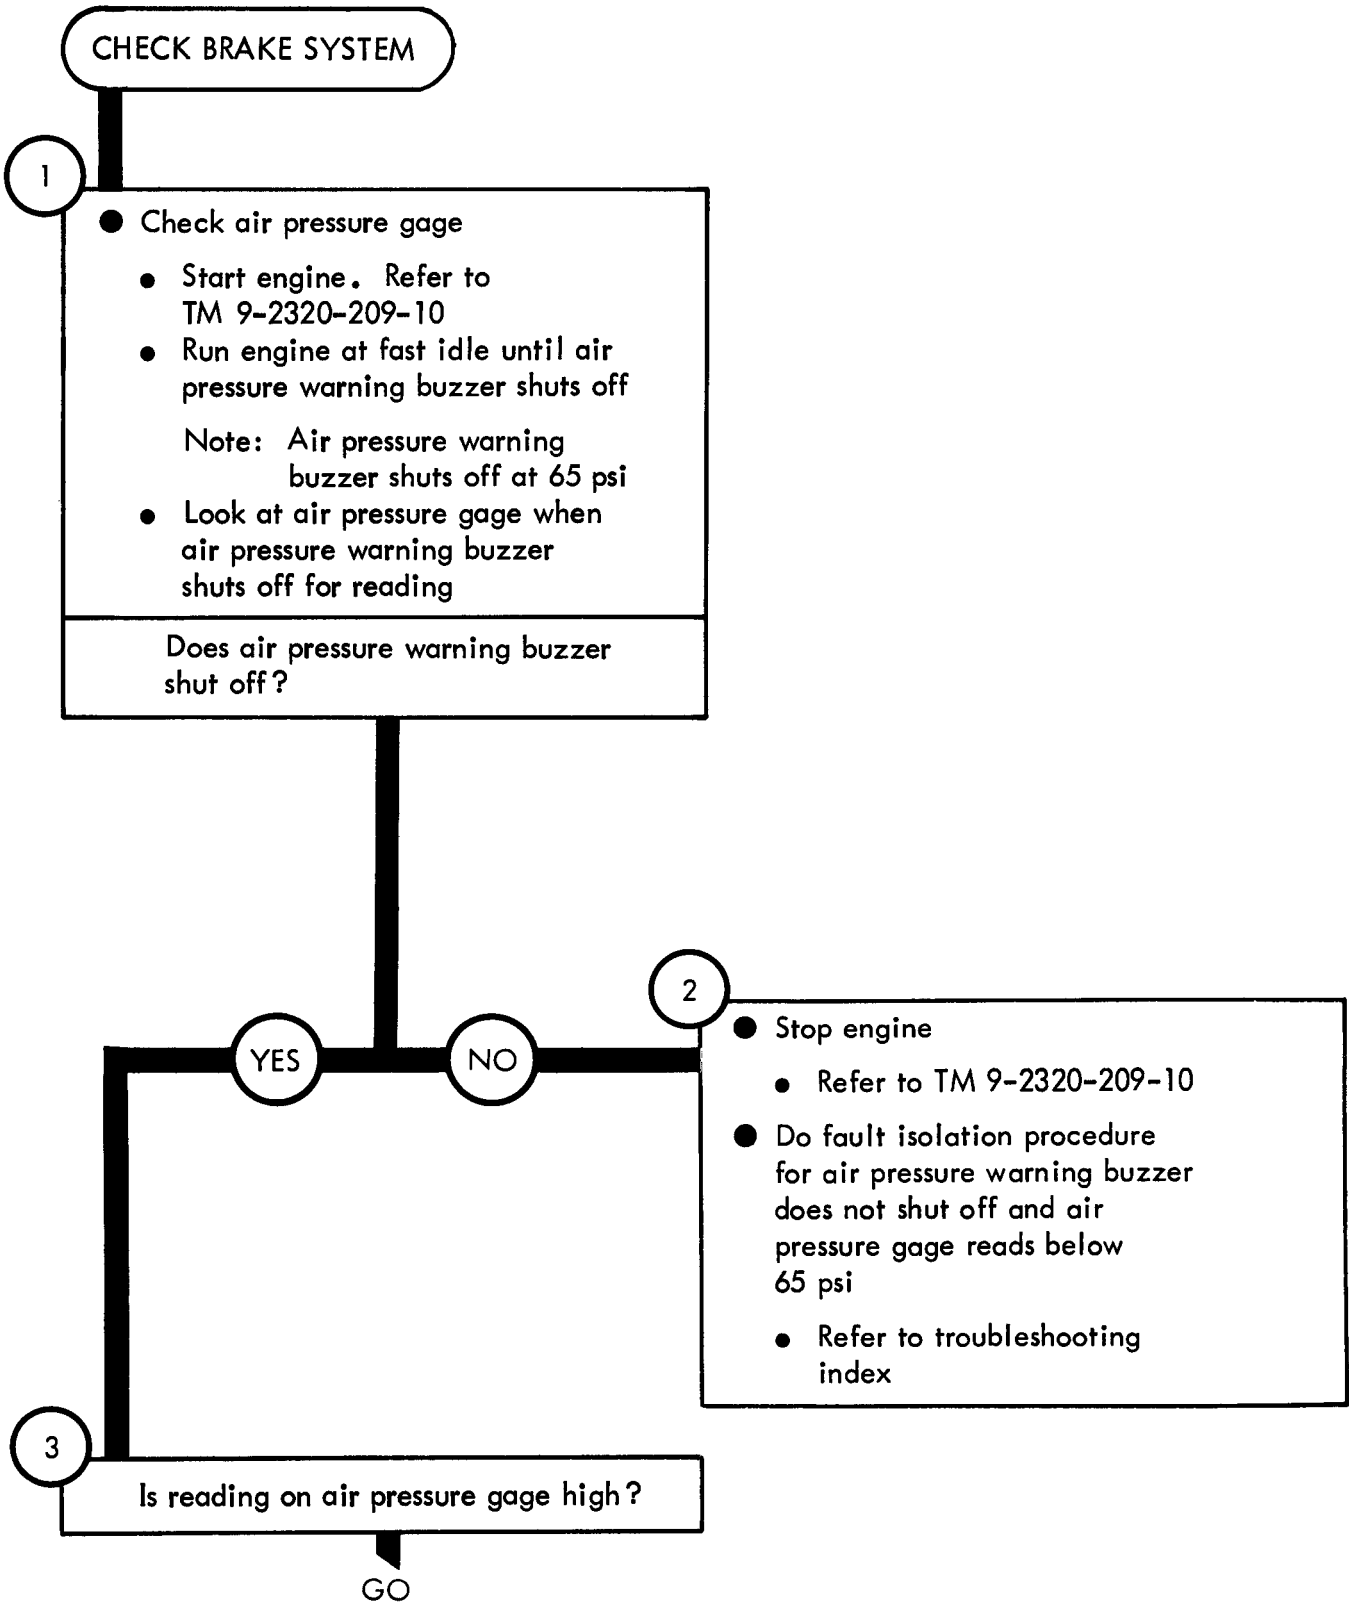 CHECK BRAKE SYSTEM
1
● Check air pressure gage
● Start engine. Refer to
TM 9-2320-209-10
● Run engine at fast idle until air
pressure warning buzzer shuts off
Note: Air pressure warning
buzzer shuts off at 65 psi
● Look at air pressure gage when
air pressure warning buzzer
shuts off for reading
Does air pressure warning buzzer
shut off?
YES
NO
2
● Stop engine
● Refer to TM 9-2320-209-10
● Do fault isolation procedure
for air pressure warning buzzer
does not shut off and air
pressure gage reads below
65 psi
● Refer to troubleshooting
index
3
Is reading on air pressure gage high?
GO